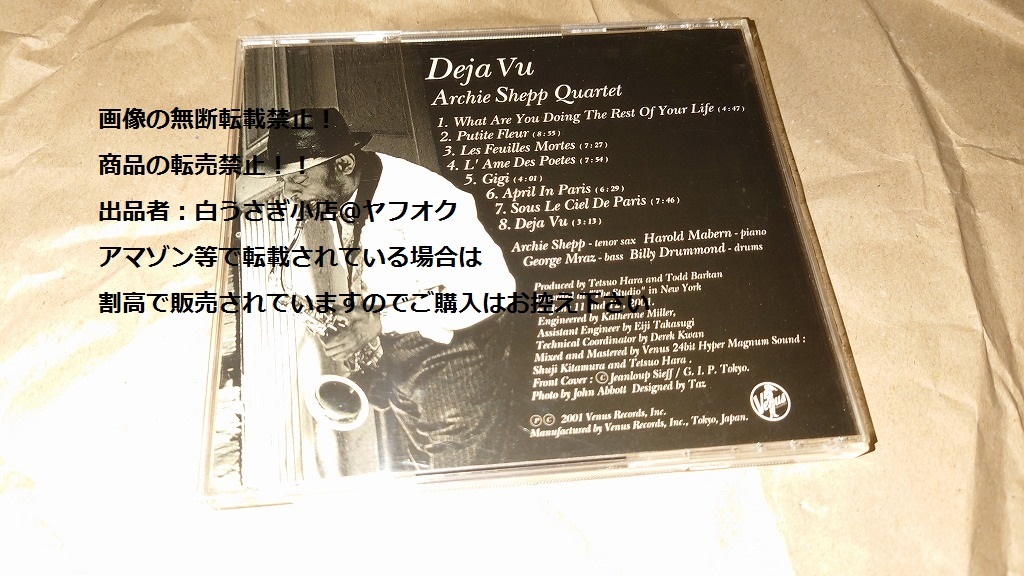 画像の無断転載禁止！
商品の転売禁止！！
出品者：白うさぎ小店@ヤフオク
アマゾン等で転載されている場合は
割高で販売されていますのでご購入はお控え下さい
Deja Vu
Archie Shepp Quartet
1. What Are You Doing The Rest Of Your Life (4:47)
2. Putite Fleur (8:55)
3. Les Feuilles Mortes (7:27)
4. L' Ame Des Poetes (7:54)
5. Gigi (4:01)
6. April In Paris (6:29)
7. Sous Le Ciel De Paris (7:46)
8. Deja Vu (3:13)
Archie Shepp - tenor sax Harold Mabern - piano
George Mraz - bass Billy Drummond - drums
Produced by Tetsuo Hara and Todd Barkan
"The Studio" in New York
Engineered by Katherine Miller,
Assistant Engineer by Eiji Takasugi
Technical Coordinator by Derek Kwan
Mixed and Mastered by Venus 24bit Hyper Magnum Sound :
Shuji Kitamura and Tetsuo Hara .
Front Cover : ©Jeanloup Sieff / G. I. P. Tokyo.
Photo by John Abbott Designed by Taz
℗© 2001 Venus Records, Inc.
Manufactured by Venus Records, Inc., Tokyo, Japan.
Venus